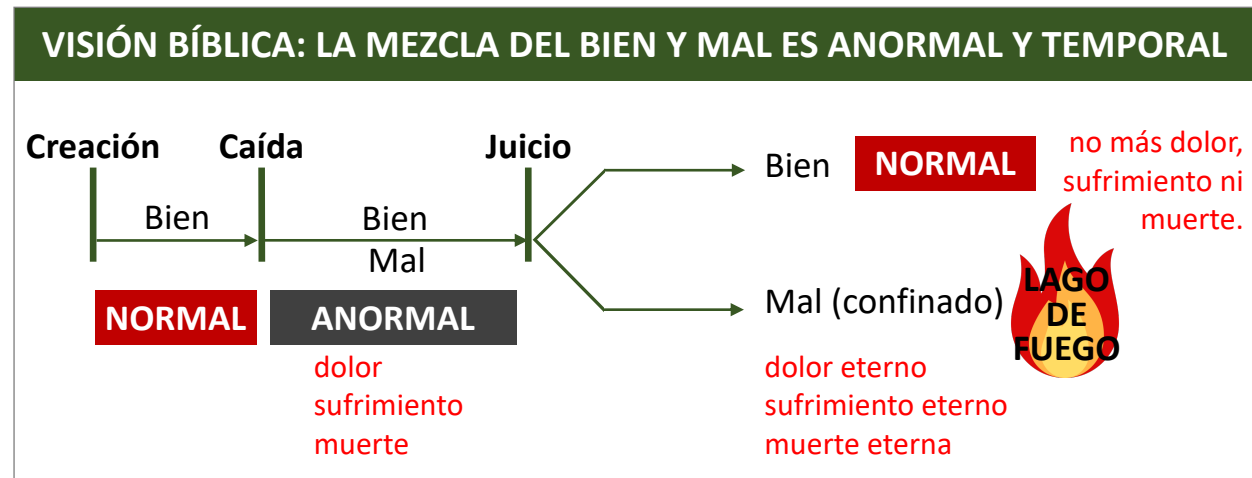 VISIÓN BÍBLICA: LA MEZCLA DEL BIEN Y MAL ES ANORMAL Y TEMPORAL
Creación
Caída
Juicio
Bien
Bien
Mal
NORMAL
ANORMAL
dolor
sufrimiento
muerte
Bien
NORMAL
no más dolor,
sufrimiento ni
muerte.
Mal (confinado)
LAGO
DE
FUEGO
dolor eterno
sufrimiento eterno
muerte eterna